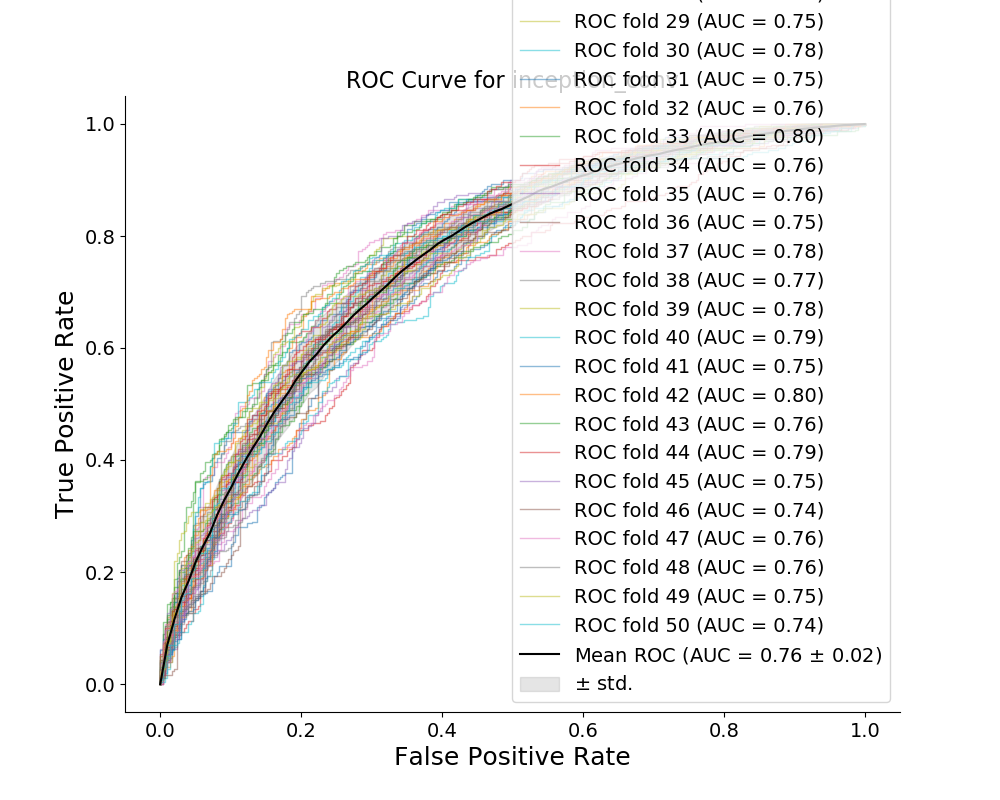 ROC fold 29 (AUC = 0.75)
ROC fold 30 (AUC = 0.78)
ROC Curve for inception_conv
ROC fold 31 (AUC = 0.75)
ROC fold 32 (AUC = 0.76)
ROC fold 33 (AUC = 0.80)
ROC fold 34 (AUC = 0.76)
ROC fold 35 (AUC = 0.76)
ROC fold 36 (AUC = 0.75)
ROC fold 37 (AUC = 0.78)
ROC fold 38 (AUC = 0.77)
ROC fold 39 (AUC = 0.78)
ROC fold 40 (AUC = 0.79)
ROC fold 41 (AUC = 0.75)
ROC fold 42 (AUC = 0.80)
ROC fold 43 (AUC = 0.76)
ROC fold 44 (AUC = 0.79)
ROC fold 45 (AUC = 0.75)
ROC fold 46 (AUC = 0.74)
ROC fold 47 (AUC = 0.76)
ROC fold 48 (AUC = 0.76)
ROC fold 49 (AUC = 0.75)
ROC fold 50 (AUC = 0.74)
Mean ROC (AUC = 0.76 ± 0.02)
± std.
True Positive Rate
1.0
0.8
0.6
0.4
0.2
0.0
0.0 0.2 0.4 0.6 0.8 1.0
False Positive Rate